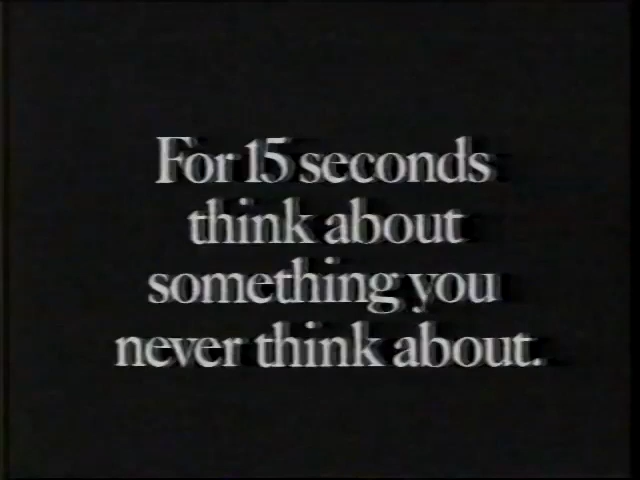 For 15 seconds
think about
something you
never think about.